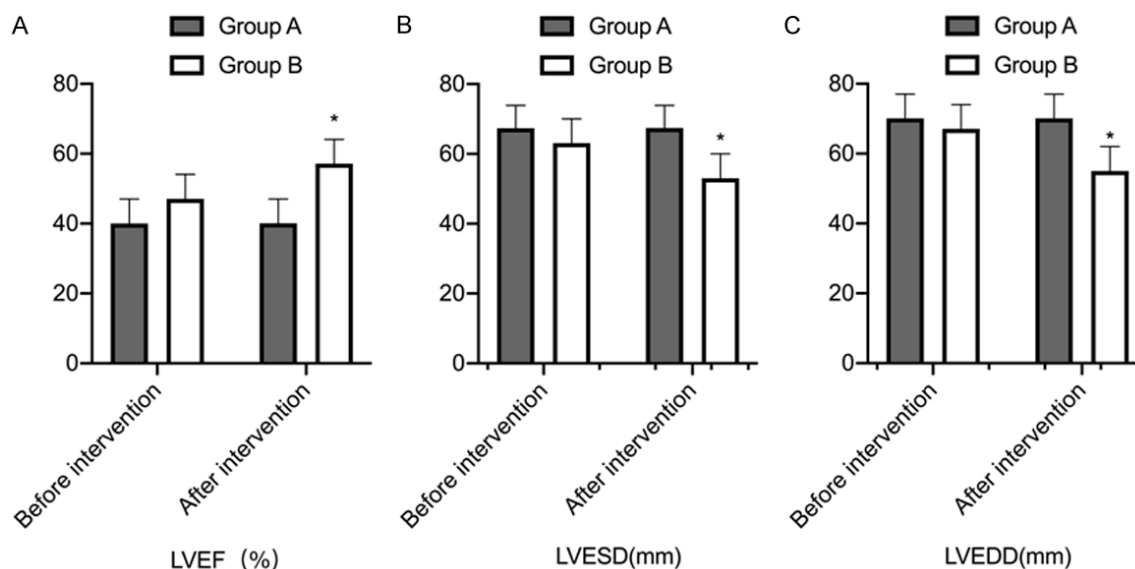 A
Group A
Group B
80
60
40
20
0
*
Before intervention
After intervention
LVEF (%)
B
Group A
Group B
80
60
40
20
0
*
Before intervention
After intervention
LVESD(mm)
C
Group A
Group B
80
60
40
20
0
*
Before intervention
After intervention
LVEDD(mm)